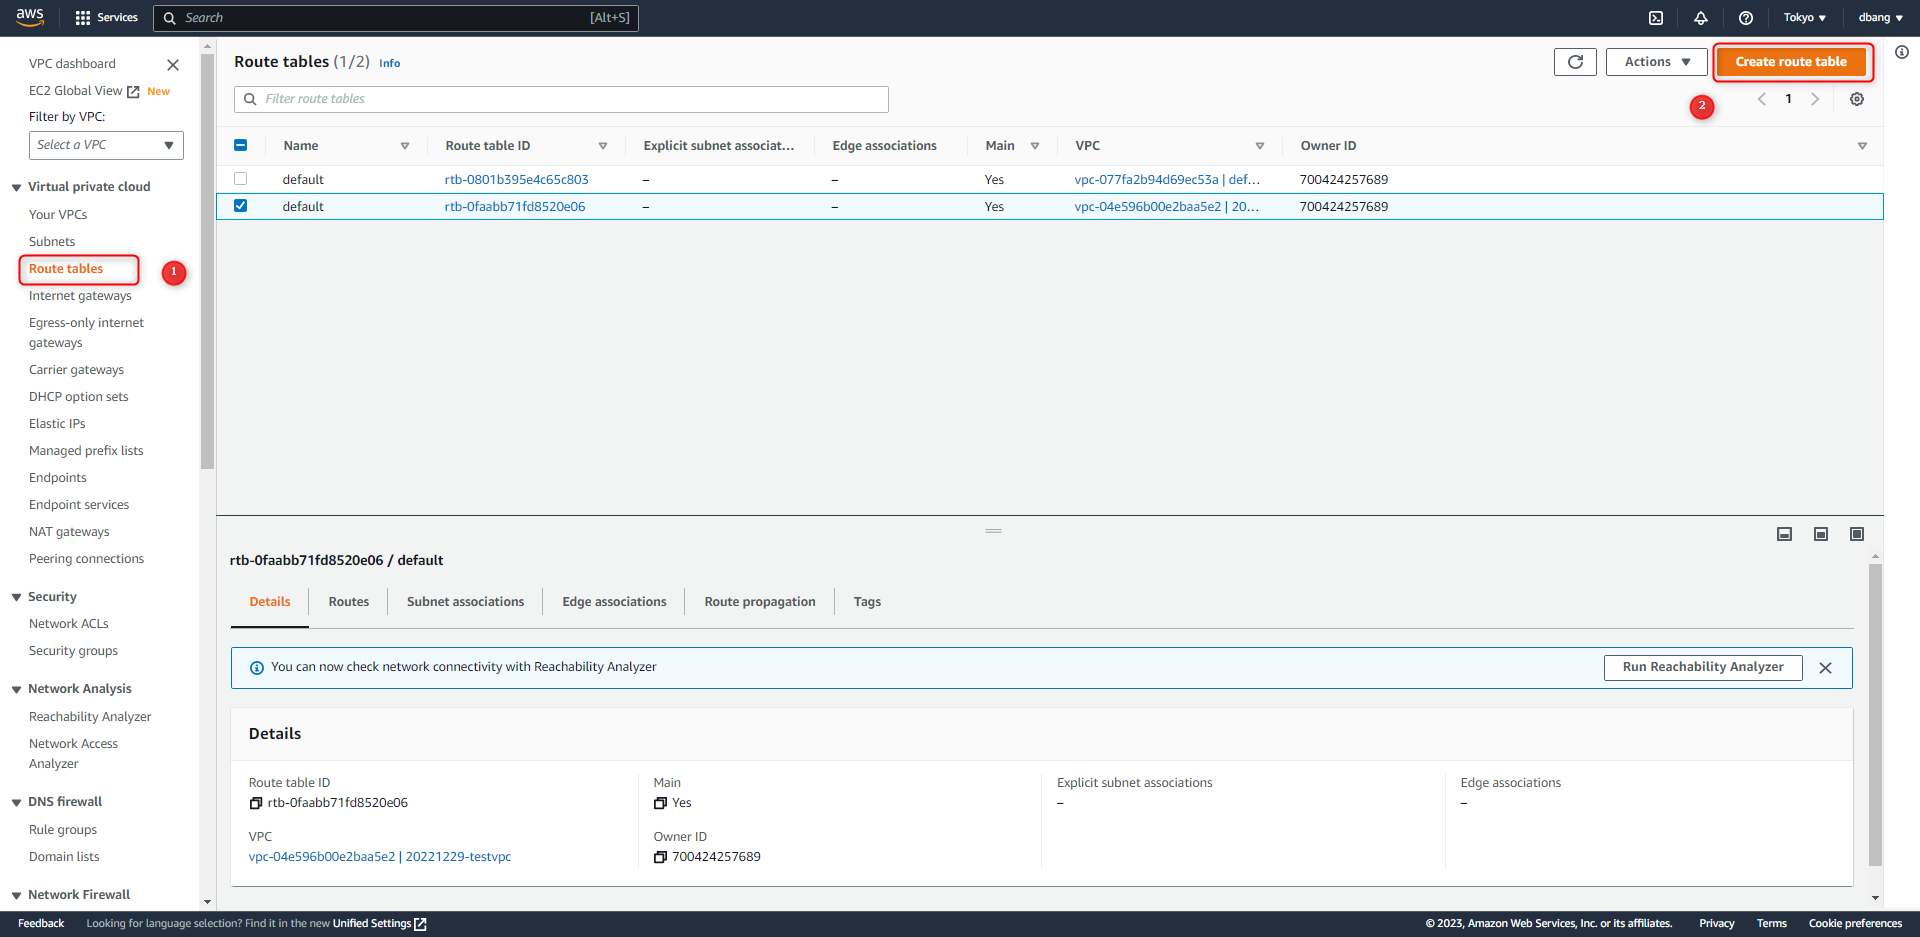 aws
Services
Search
[Alt+S]
Tokyo ▼
dbang ▼
VPC dashboard
EC2 Global View New
Filter by VPC:
Select a VPC
Virtual private cloud
Your VPCs
Subnets
Route tables
1
Internet gateways
Egress-only internet
gateways
Carrier gateways
DHCP option sets
Elastic IPs
Managed prefix lists
Endpoints
Endpoint services
NAT gateways
Peering connections
Security
Network ACLs
Security groups
Network Analysis
Reachability Analyzer
Network Access
Analyzer
DNS firewall
Rule groups
Domain lists
Network Firewall
Route tables (1/2) Info
Actions ▼
Create route table
2
Filter route tables
1
Name Route table ID Explicit subnet associat... Edge associations Main VPC Owner ID
default rtb-0801b395e4c65c803 – – Yes vpc-077fa2b94d69ec53a | def... 700424257689
default rtb-0faabb71fd8520e06 – – Yes vpc-04e596b00e2baa5e2 | 20... 700424257689
rtb-0faabb71fd8520e06 / default
Details Routes Subnet associations Edge associations Route propagation Tags
You can now check network connectivity with Reachability Analyzer
Run Reachability Analyzer
Details
Route table ID
rtb-0faabb71fd8520e06
Main
Yes
Explicit subnet associations
–
Edge associations
–
VPC
vpc-04e596b00e2baa5e2 | 20221229-testvpc
Owner ID
700424257689
Feedback
Looking for language selection? Find it in the new Unified Settings
© 2023, Amazon Web Services, Inc. or its affiliates.
Privacy
Terms
Cookie preferences